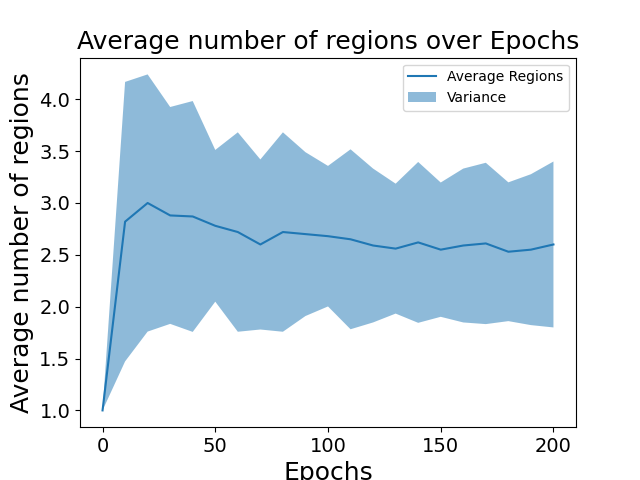 Average number of regions over Epochs
Average Regions
Variance
Average number of regions
4.0
3.5
3.0
2.5
2.0
1.5
1.0
0 50 100 150 200
Epochs